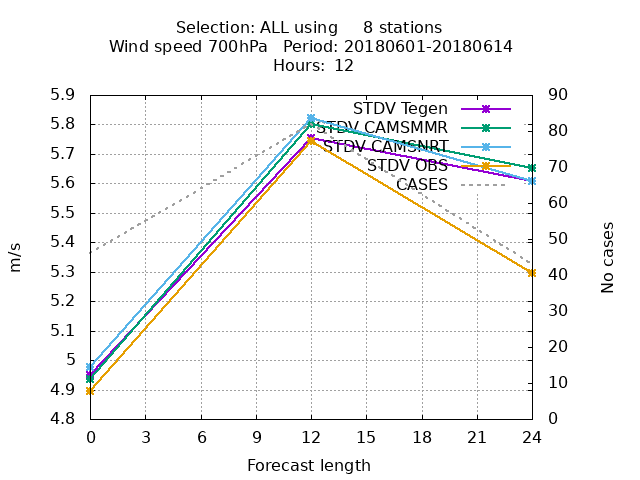 Selection: ALL using     8 stations
Wind speed 700hPa   Period: 20180601-20180614
Hours: 12
STDV Tegen
STDV CAMSMMR
STDV CAMSNRT
STDV OBS
CASES
5.9
5.8
5.7
5.6
5.5
5.4
5.3
5.2
5.1
5
4.9
4.8
m/s
90
80
70
60
50
40
30
20
10
0
No cases
0 3 6 9 12 15 18 21 24
Forecast length